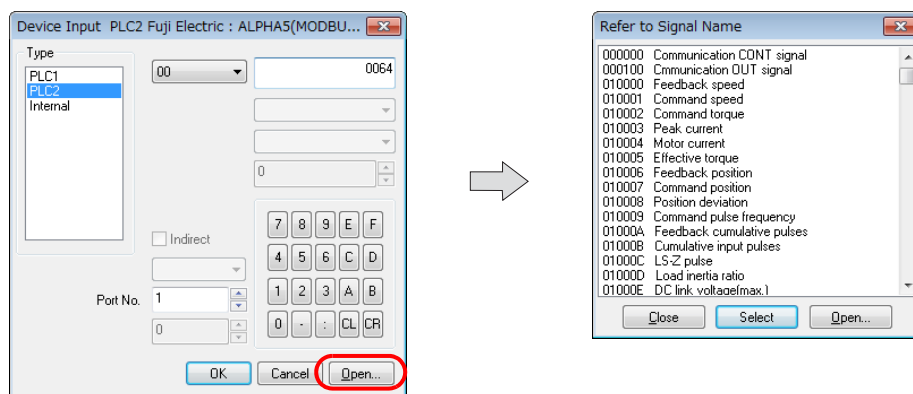 Device Input PLC2 Fuji Electric : ALPHA5(MODBU...
Type
PLC1
PLC2
Internal
00
0064
0
Indirect
Port No.
1
0
7 8 9 E F
4 5 6 C D
1 2 3 A B
0 - : CL CR
OK Cancel Open...
Refer to Signal Name
000000 Communication CONT signal
000100 Cmmunication OUT signal
010000 Feedback speed
010001 Command speed
010002 Command torque
010003 Peak current
010004 Motor current
010005 Effective torque
010006 Feedback position
010007 Command position
010008 Position deviation
010009 Command pulse frequency
01000A Feedback cumulative pulses
01000B Cumulative input pulses
01000C LS-Z pulse
01000D Load inertia ratio
01000E DC link voltage(max.)
Close Select Open...